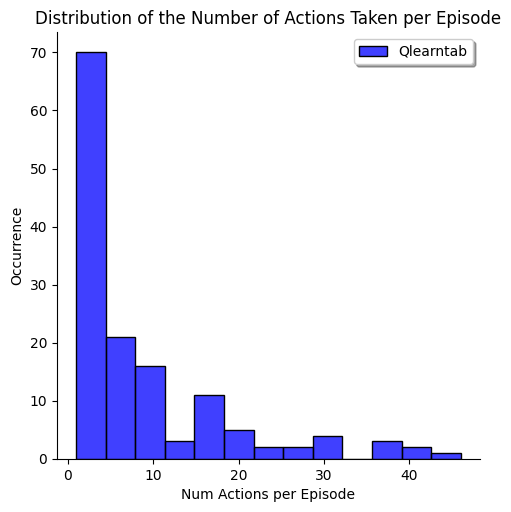 Distribution of the Number of Actions Taken per Episode
Qlearntab
70
60
50
40
30
20
10
0
Occurrence
0 10 20 30 40
Num Actions per Episode